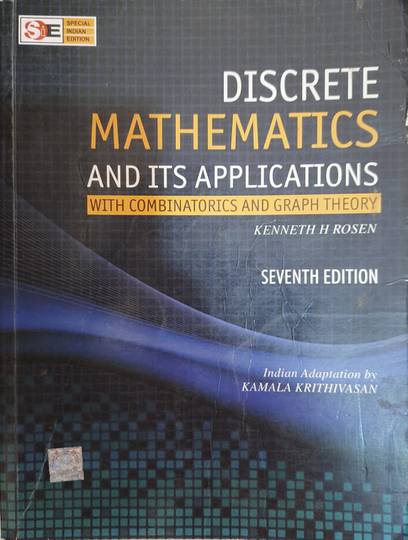 SiE
SPECIAL
INDIAN
EDITION
DISCRETE
MATHEMATICS
AND ITS APPLICATIONS
WITH COMBINATORICS AND GRAPH THEORY
KENNETH H ROSEN
SEVENTH EDITION
Indian Adaptation by
KAMALA KRITHIVASAN